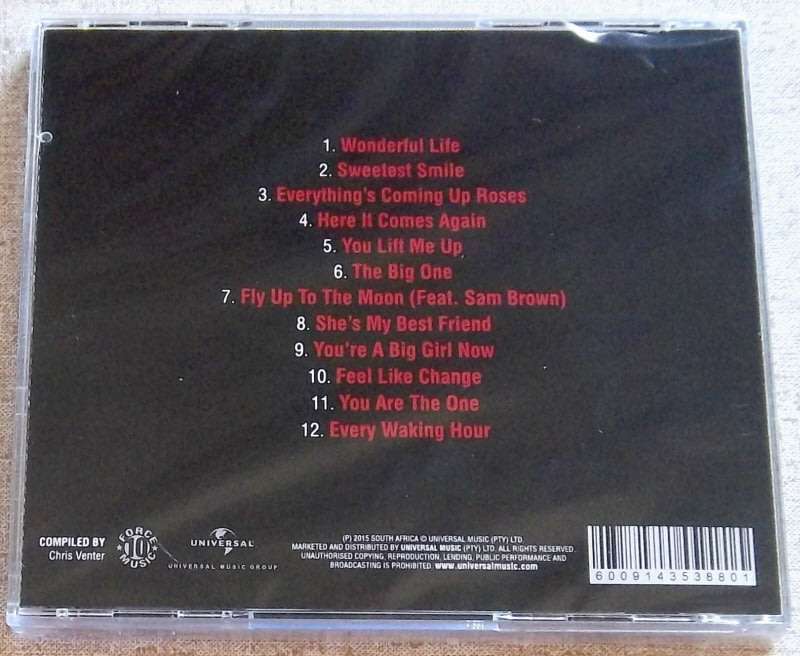 1. Wonderful Life
2. Sweetest Smile
3. Everything's Coming Up Roses
4. Here It Comes Again
5. You Lift Me Up
6. The Big One
7. Fly Up To The Moon (Feat. Sam Brown)
8. She's My Best Friend
9. You're A Big Girl Now
10. Feel Like Change
11. You Are The One
12. Every Waking Hour
COMPILED BY
Chris Venter
FORCE
10
MUSIC
UNIVERSAL
UNIVERSAL MUSIC GROUP
(P) 2015 SOUTH AFRICA © UNIVERSAL MUSIC (PTY) LTD.
MARKETED AND DISTRIBUTED BY UNIVERSAL MUSIC (PTY) LTD. ALL RIGHTS RESERVED.
UNAUTHORISED COPYING, REPRODUCTION, LENDING, PUBLIC PERFORMANCE AND
BROADCASTING IS PROHIBITED. www.universalmusic.com
6009143538801